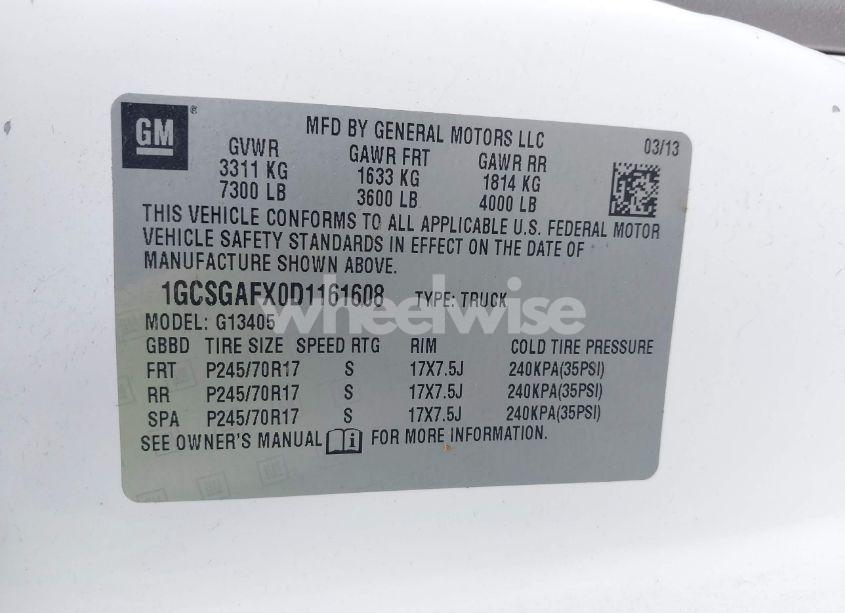 GM®
MFD BY GENERAL MOTORS LLC
03/13
GVWR GAWR FRT GAWR RR
3311 KG 1633 KG 1814 KG
7300 LB 3600 LB 4000 LB
THIS VEHICLE CONFORMS TO ALL APPLICABLE U.S. FEDERAL MOTOR
VEHICLE SAFETY STANDARDS IN EFFECT ON THE DATE OF
MANUFACTURE SHOWN ABOVE.
1GCSGAFX0D1161608 TYPE: TRUCK
wheelwise
MODEL: G13405
GBBD TIRE SIZE SPEED RTG RIM COLD TIRE PRESSURE
FRT P245/70R17 S 17X7.5J 240KPA(35PSI)
RR P245/70R17 S 17X7.5J 240KPA(35PSI)
SPA P245/70R17 S 17X7.5J 240KPA(35PSI)
SEE OWNER'S MANUAL FOR MORE INFORMATION.